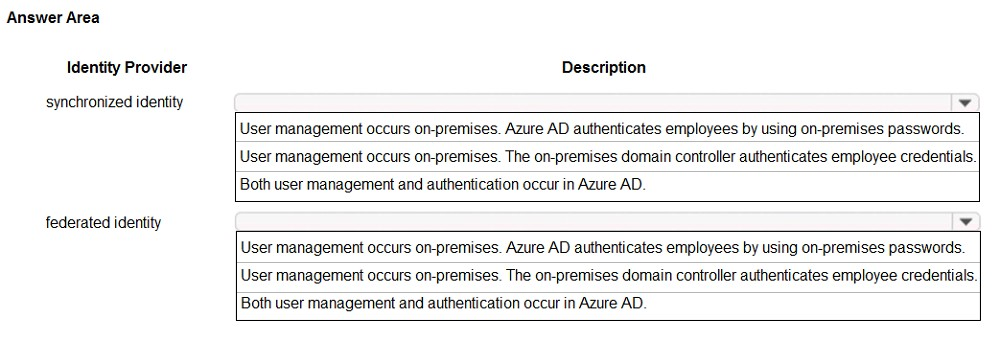 Answer Area
Identity Provider Description
synchronized identity
User management occurs on-premises. Azure AD authenticates employees by using on-premises passwords.
User management occurs on-premises. The on-premises domain controller authenticates employee credentials.
Both user management and authentication occur in Azure AD.
federated identity
User management occurs on-premises. Azure AD authenticates employees by using on-premises passwords.
User management occurs on-premises. The on-premises domain controller authenticates employee credentials.
Both user management and authentication occur in Azure AD.